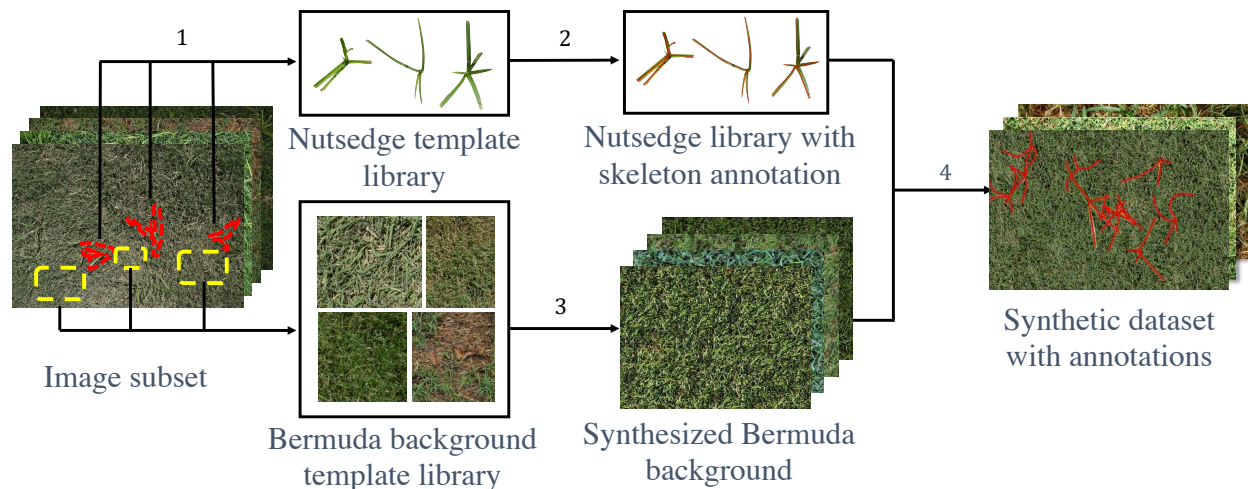 1
2
Nutsedge template
library
Nutsedge library with
skeleton annotation
4
3
Image subset
Bermuda background
template library
Synthesized Bermuda
background
Synthetic dataset
with annotations